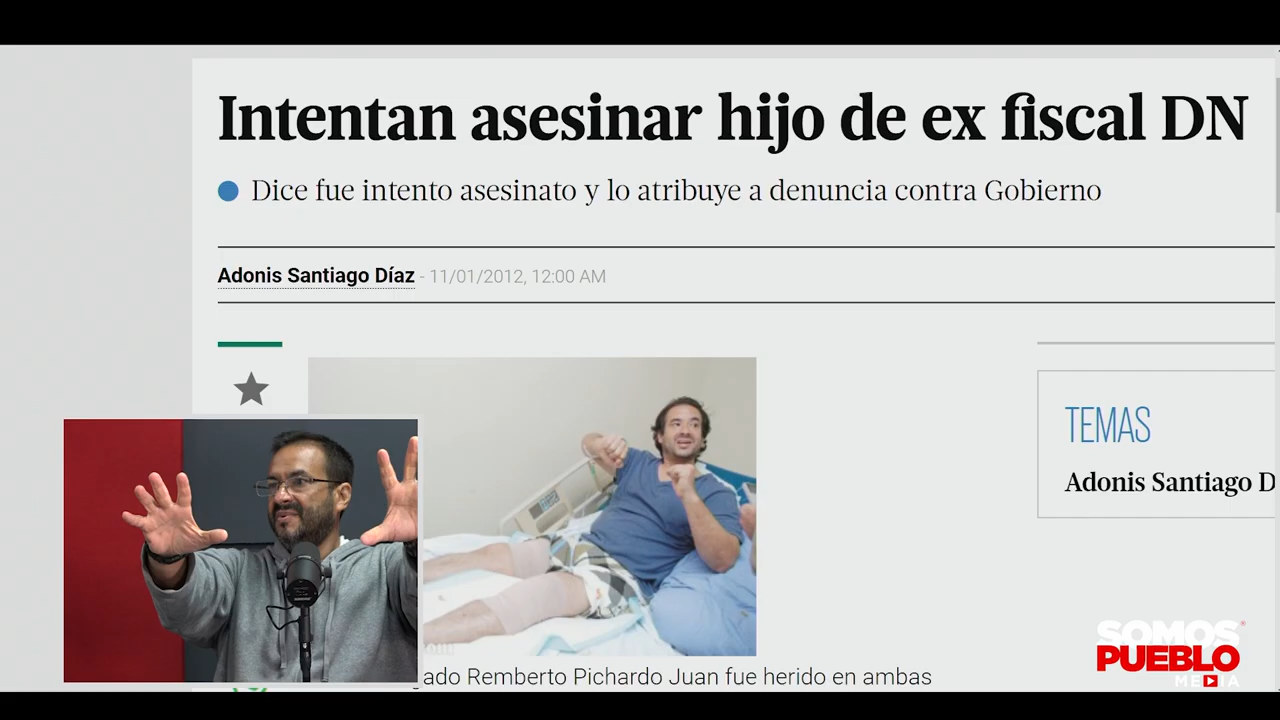 Intentan asesinar hijo de ex fiscal DN
Dice fue intento asesinato y lo atribuye a denuncia contra Gobierno
Adonis Santiago Díaz - 11/01/2012, 12:00 AM
TEMAS
Adonis Santiago D
gado Remberto Pichardo Juan fue herido en ambas
SOMOS
PUEBLO
MEDIA